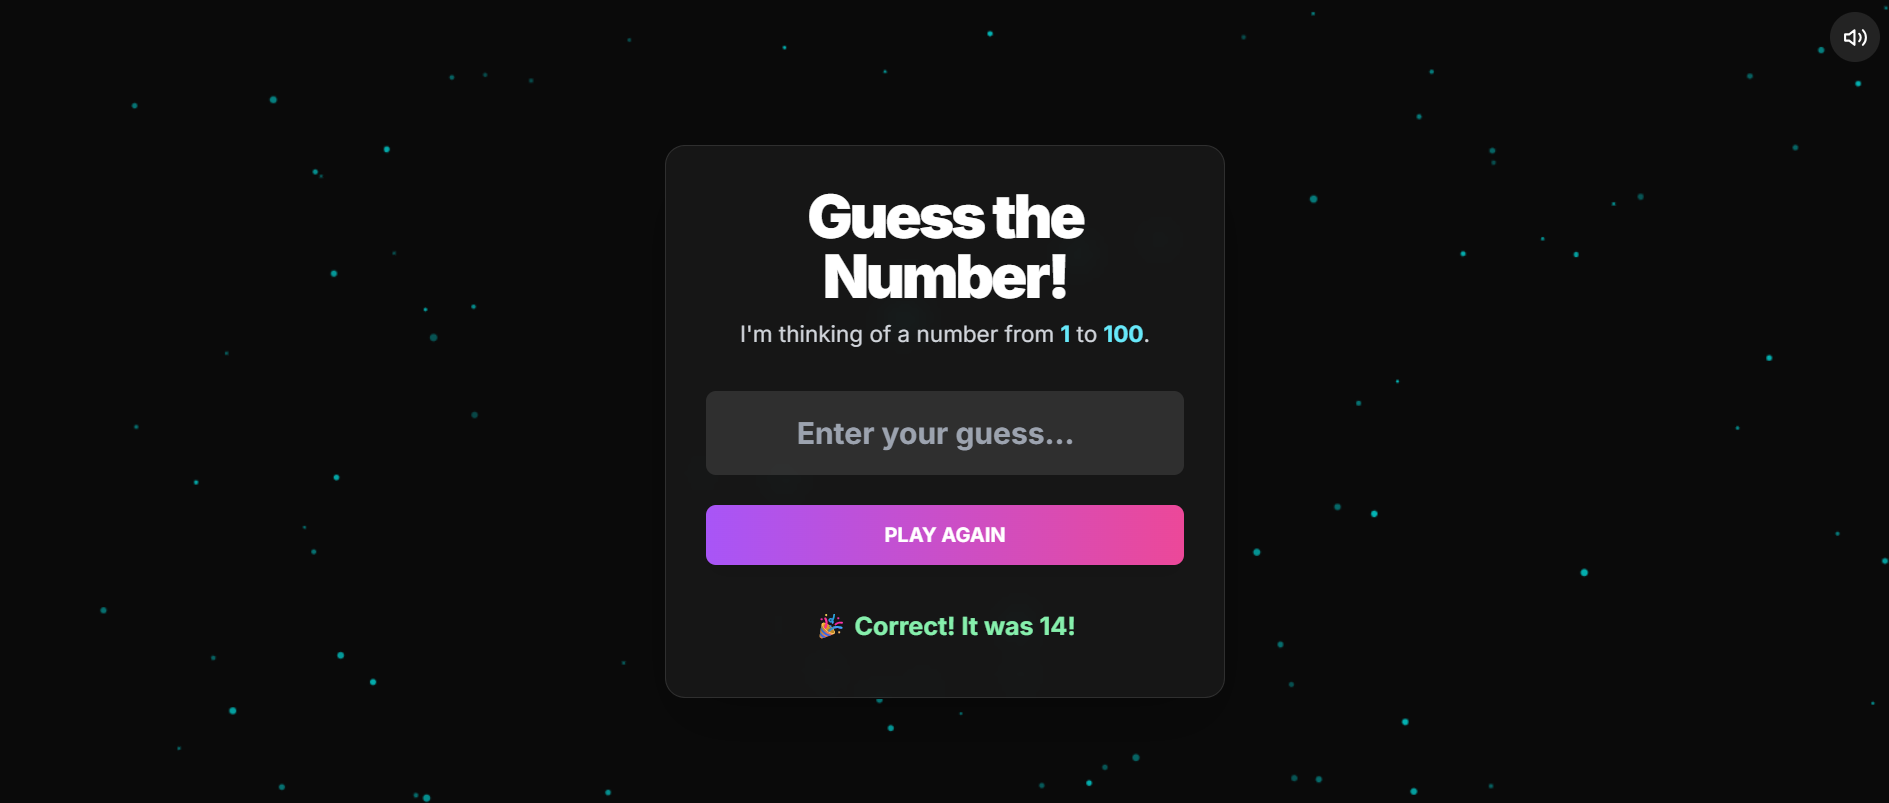 Guess the
Number!
I'm thinking of a number from 1 to 100.
Enter your guess...
PLAY AGAIN
🎉 Correct! It was 14!